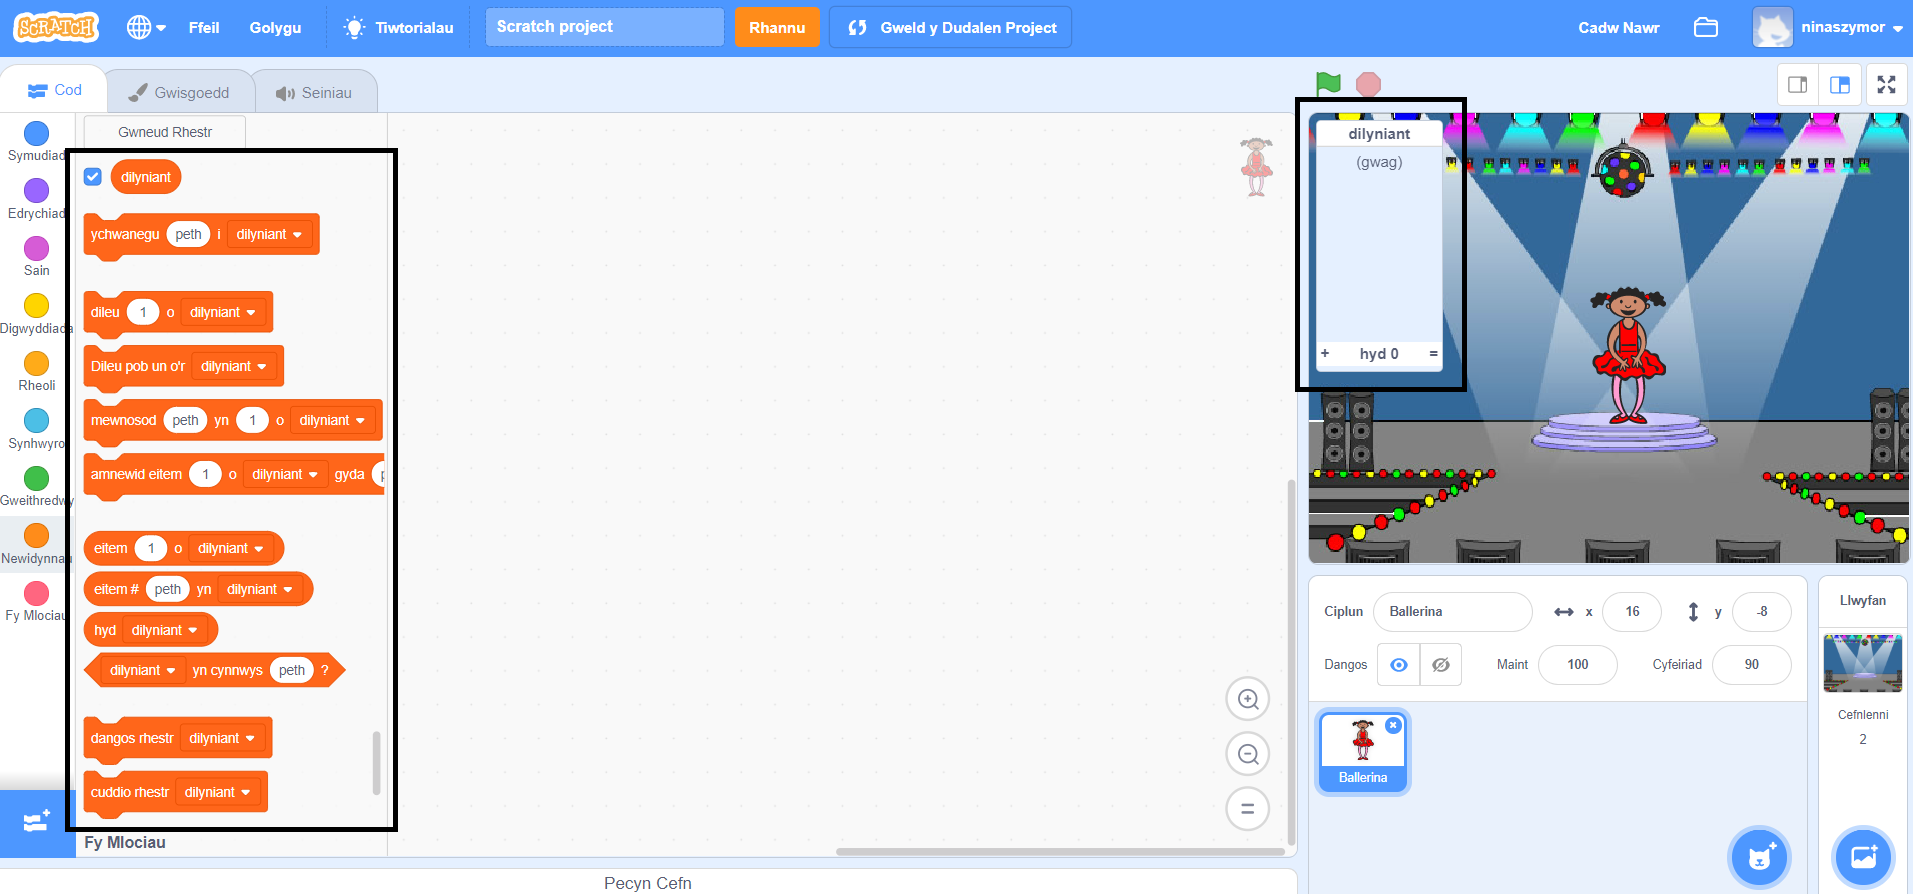 SCRATCH
Ffeil
Golygu
Tiwtorialau
Scratch project
Rhannu
Gweld y Dudalen Project
Cadw Nawr
ninaszymor
Cod
Gwisgoedd
Seiniau
Symudiad
Edrychiad
Sain
Digwyddiada
Rheoli
Synhwyro
Gweithredwy
Newidynnau
Fy Mlociau
Gwneud Rhestr
dilyniant
ychwanegu peth i dilyniant
dileu 1 o dilyniant
Dileu pob un o'r dilyniant
mewnosod peth yn 1 o dilyniant
amnewid eitem 1 o dilyniant gyda
eitem 1 o dilyniant
eitem # peth yn dilyniant
hyd dilyniant
dilyniant yn cynnwys peth ?
dangos rhestr dilyniant
cuddio rhestr dilyniant
Fy Mlociau
Pecyn Cefn
dilyniant
(gwag)
+ hyd 0 =
Ciplun Ballerina x 16 y -8
Dangos Maint 100 Cyfeiriad 90
Ballerina
Llwyfan
Cefnlenni
2